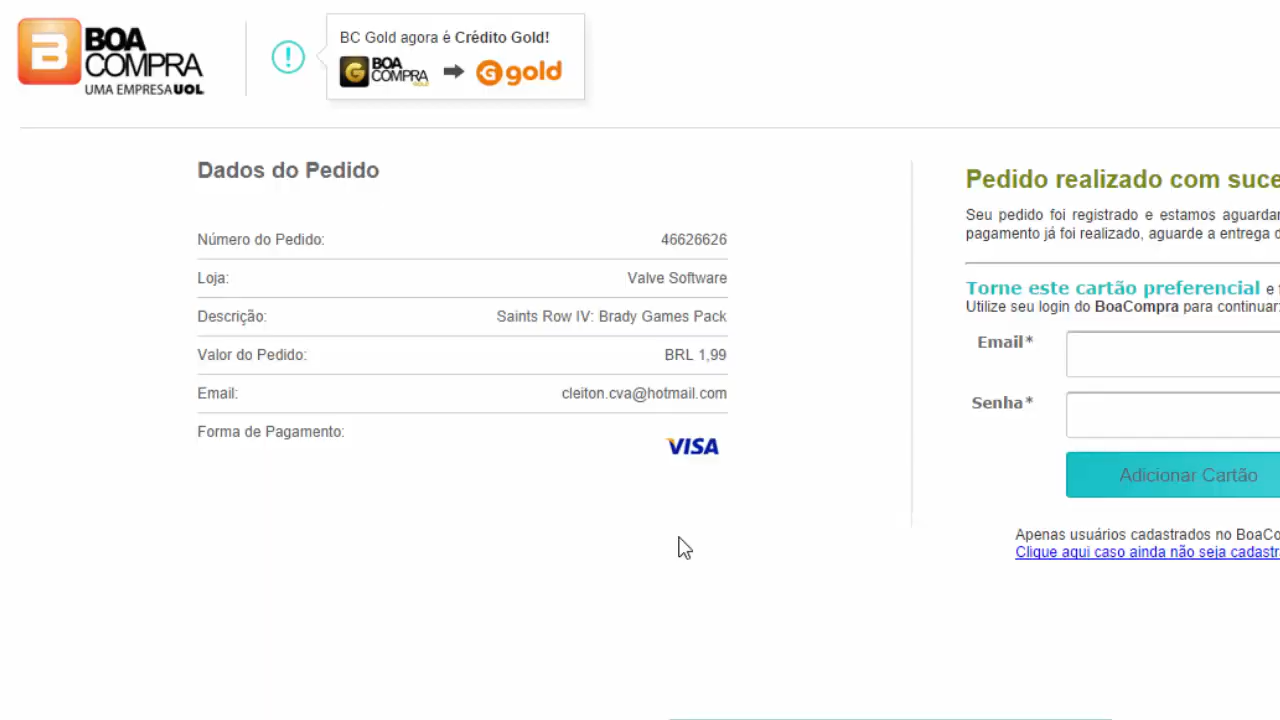 BOA
COMPRA
UMA EMPRESA UOL
BC Gold agora é Crédito Gold!
BOA
COMPRA
GOLD
gold
Dados do Pedido
Número do Pedido: 46626626
Loja: Valve Software
Descrição: Saints Row IV: Brady Games Pack
Valor do Pedido: BRL 1,99
Email: cleiton.cva@hotmail.com
Forma de Pagamento: VISA
Pedido realizado com suce
Seu pedido foi registrado e estamos aguardan
pagamento já foi realizado, aguarde a entrega d
Torne este cartão preferencial e f
Utilize seu login do BoaCompra para continuar:
Email*
Senha*
Adicionar Cartão
Apenas usuários cadastrados no BoaCo
Clique aqui caso ainda não seja cadastra